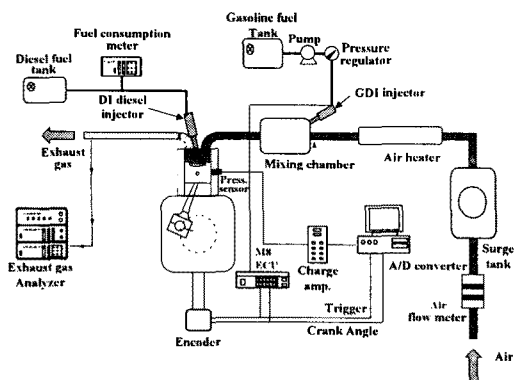 Gasoline fuel
Tank
Pump
Pressure
regulator
Fuel consumption
meter
Diesel fuel
tank
DI diesel
injector
GDI injector
Exhaust
gas
Mixing chamber
Air heater
Press.
sensor
Surge
tank
Exhaust gas
Analyzer
M8
ECU
Charge
amp.
A/D converter
Air
flow meter
Trigger
Crank Angle
Encoder
Air